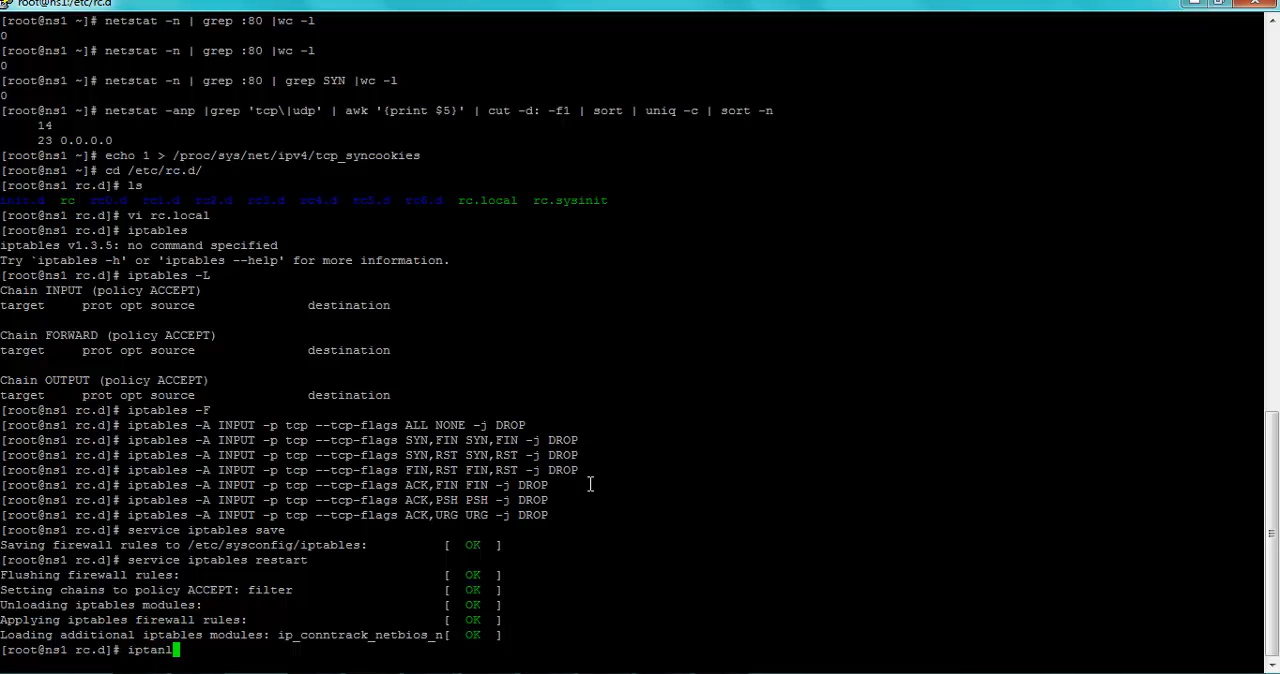 root@ns1:/etc/rc.d
[root@ns1 ~]# netstat -n | grep :80 |wc -l
0
[root@ns1 ~]# netstat -n | grep :80 |wc -l
0
[root@ns1 ~]# netstat -n | grep :80 | grep SYN |wc -l
0
[root@ns1 ~]# netstat -anp |grep 'tcp\|udp' | awk '{print $5}' | cut -d: -f1 | sort | uniq -c | sort -n
14
23 0.0.0.0
[root@ns1 ~]# echo 1 > /proc/sys/net/ipv4/tcp_syncookies
[root@ns1 ~]# cd /etc/rc.d/
[root@ns1 rc.d]# ls
init.d rc rc0.d rc1.d rc2.d rc3.d rc4.d rc5.d rc6.d rc.local rc.sysinit
[root@ns1 rc.d]# vi rc.local
[root@ns1 rc.d]# iptables
iptables v1.3.5: no command specified
Try `iptables -h' or 'iptables --help' for more information.
[root@ns1 rc.d]# iptables -L
Chain INPUT (policy ACCEPT)
target prot opt source destination
Chain FORWARD (policy ACCEPT)
target prot opt source destination
Chain OUTPUT (policy ACCEPT)
target prot opt source destination
[root@ns1 rc.d]# iptables -F
[root@ns1 rc.d]# iptables -A INPUT -p tcp --tcp-flags ALL NONE -j DROP
[root@ns1 rc.d]# iptables -A INPUT -p tcp --tcp-flags SYN,FIN SYN,FIN -j DROP
[root@ns1 rc.d]# iptables -A INPUT -p tcp --tcp-flags SYN,RST SYN,RST -j DROP
[root@ns1 rc.d]# iptables -A INPUT -p tcp --tcp-flags FIN,RST FIN,RST -j DROP
[root@ns1 rc.d]# iptables -A INPUT -p tcp --tcp-flags ACK,FIN FIN -j DROP
[root@ns1 rc.d]# iptables -A INPUT -p tcp --tcp-flags ACK,PSH PSH -j DROP
[root@ns1 rc.d]# iptables -A INPUT -p tcp --tcp-flags ACK,URG URG -j DROP
[root@ns1 rc.d]# service iptables save
Saving firewall rules to /etc/sysconfig/iptables: [ OK ]
[root@ns1 rc.d]# service iptables restart
Flushing firewall rules: [ OK ]
Setting chains to policy ACCEPT: filter [ OK ]
Unloading iptables modules: [ OK ]
Applying iptables firewall rules: [ OK ]
Loading additional iptables modules: ip_conntrack_netbios_n[ OK ]
[root@ns1 rc.d]# iptanl